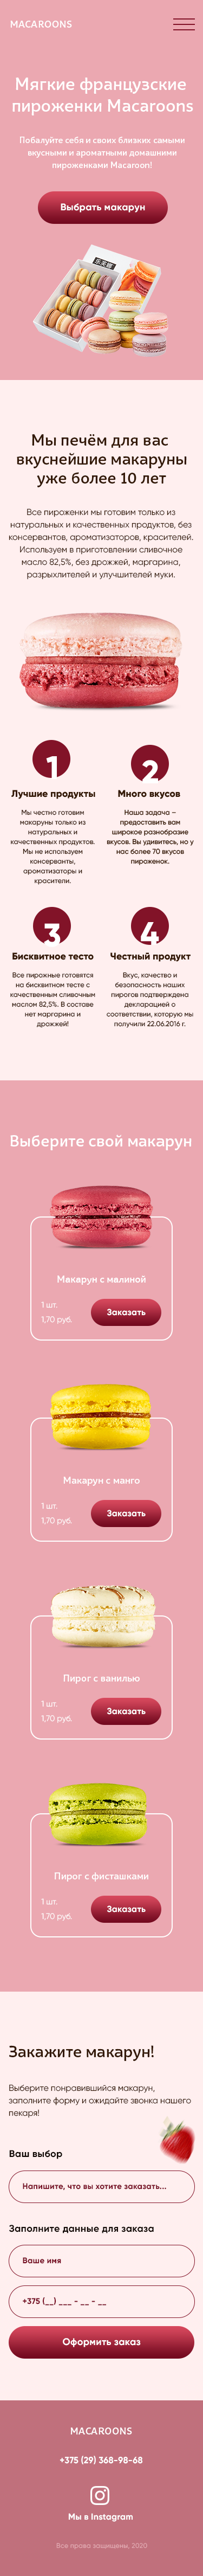 MACAROONS
Мягкие французские
пироженки Macaroons
Побалуйте себя и своих близких самыми
вкусными и ароматными домашними
пироженками Macaroon!
Выбрать макарун
Мы печём для вас
вкуснейшие макаруны
уже более 10 лет
Все пироженки мы готовим только из
натуральных и качественных продуктов, без
консервантов, ароматизаторов, красителей.
Используем в приготовлении сливочное
масло 82,5%, без дрожжей, маргарина,
разрыхлителей и улучшителей муки.
1
Лучшие продукты
Мы честно готовим
макаруны только из
натуральных и
качественных продуктов.
Мы не используем
консерванты,
ароматизаторы и
красители.
2
Много вкусов
Наша задача –
предоставить вам
широкое разнобразие
вкусов. Вы удивитесь, но у
нас более 70 вкусов
пироженок.
3
Бисквитное тесто
Все пирожные готовятся
на бисквитном тесте с
качественным сливочным
маслом 82,5%. В составе
нет маргарина и
дрожжей!
4
Честный продукт
Вкус, качество и
безопасность наших
пирогов подтверждена
декларацией о
соответствии, которую мы
получили 22.06.2016 г.
Выберите свой макарун
Макарун с малиной
1 шт.
1,70 руб.
Заказать
Макарун с манго
1 шт.
1,70 руб.
Заказать
Пирог с ванилью
1 шт.
1,70 руб.
Заказать
Пирог с фисташками
1 шт.
1,70 руб.
Заказать
Закажите макарун!
Выберите понравившийся макарун,
заполните форму и ожидайте звонка нашего
пекаря!
Ваш выбор
Напишите, что вы хотите заказать...
Заполните данные для заказа
Ваше имя
+375 (__) ___ - __ - __
Оформить заказ
MACAROONS
+375 (29) 368-98-68
Мы в Instagram
Все права защищены, 2020